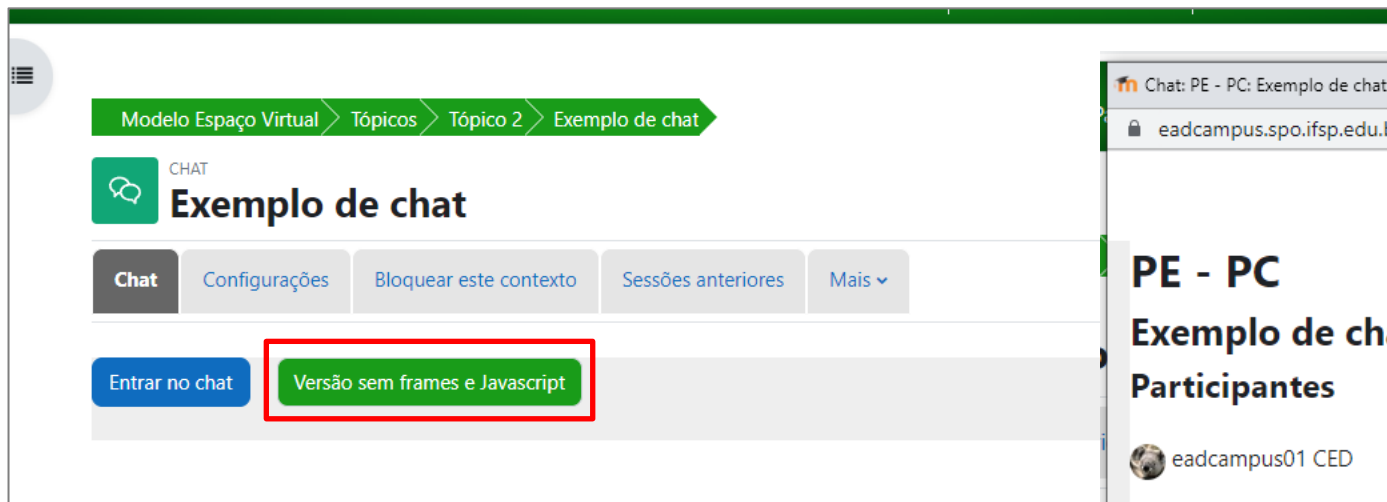 Modelo Espaço Virtual Tópicos Tópico 2 Exemplo de chat
CHAT
Exemplo de chat
Chat Configurações Bloquear este contexto Sessões anteriores Mais
Entrar no chat Versão sem frames e Javascript
Chat: PE - PC: Exemplo de chat
eadcampus.spo.ifsp.edu.b
PE - PC
Exemplo de cha
Participantes
eadcampus01 CED